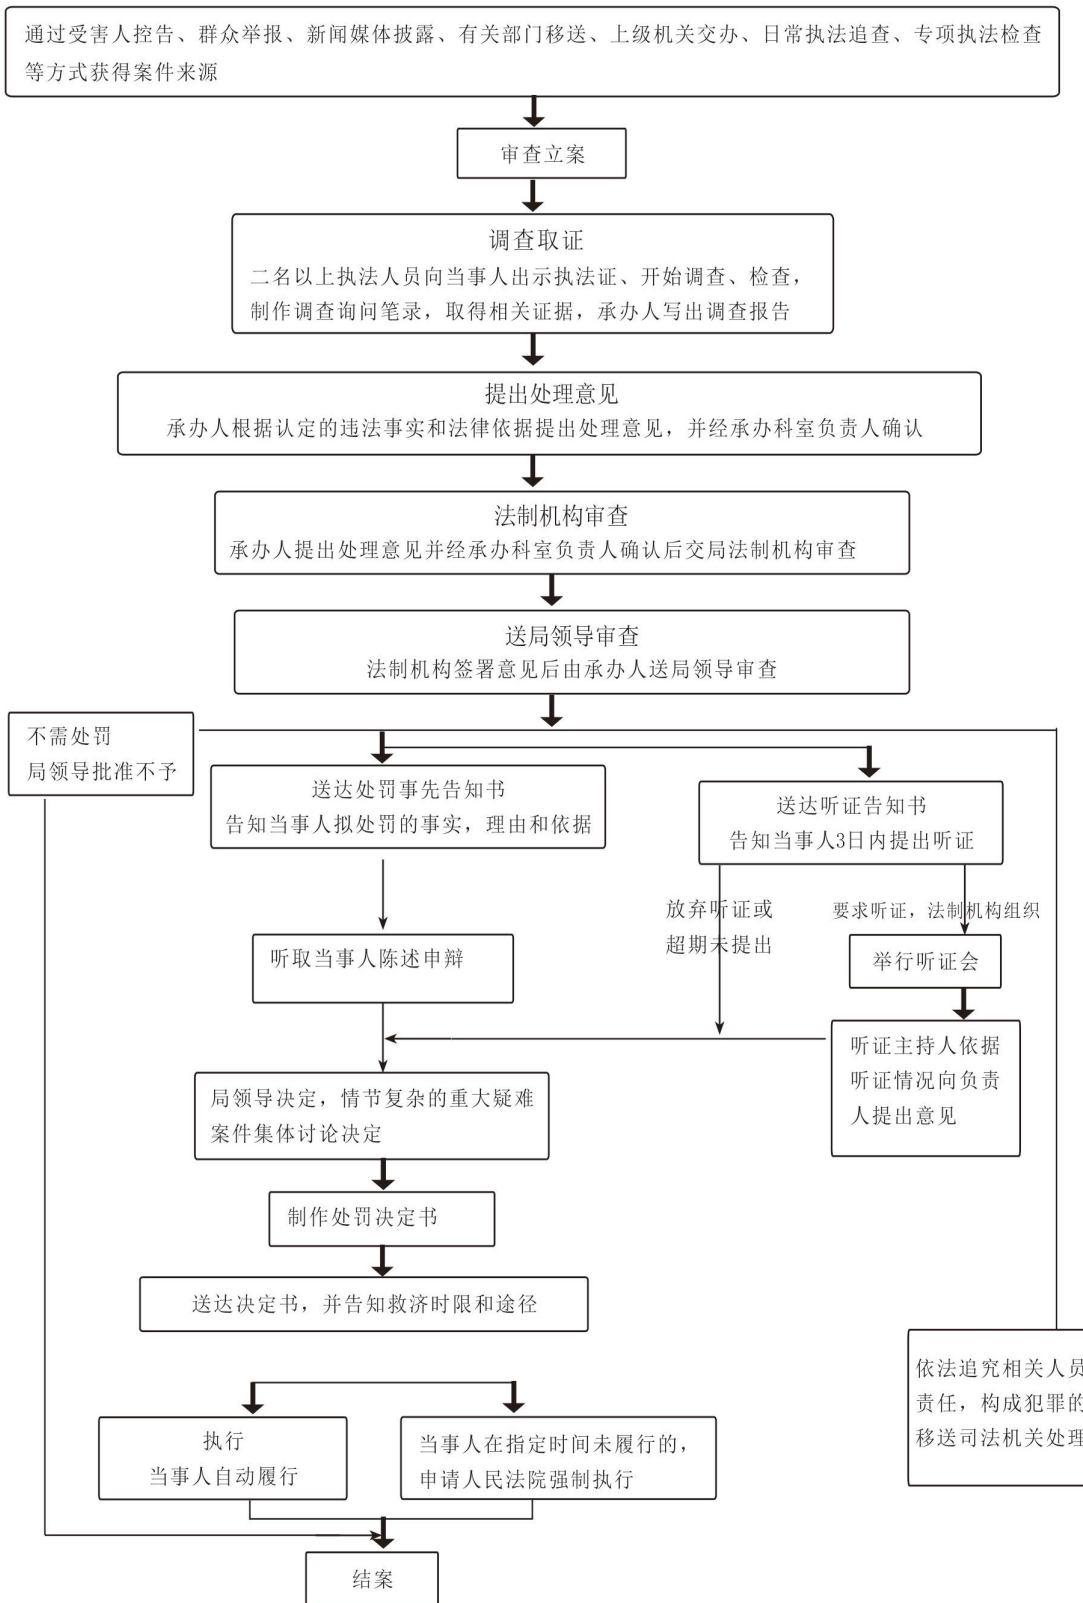 通过受害人控告、群众举报、新闻媒体披露、有关部门移送、上级机关交办、日常执法追查、专项执法检查
等方式获得案件来源
审查立案
调查取证
二名以上执法人员向当事人出示执法证、开始调查、检查，
制作调查询问笔录，取得相关证据，承办人写出调查报告
提出处理意见
承办人根据认定的违法事实和法律依据提出处理意见，并经承办科室负责人确认
法制机构审查
承办人提出处理意见并经承办科室负责人确认后交局法制机构审查
送局领导审查
法制机构签署意见后由承办人送局领导审查
不需处罚
局领导批准不予
送达处罚事先告知书
告知当事人拟处罚的事实，理由和依据
送达听证告知书
告知当事人3日内提出听证
放弃听证或
超期未提出
要求听证，法制机构组织
听取当事人陈述申辩
举行听证会
听证主持人依据
听证情况向负责
人提出意见
局领导决定，情节复杂的重大疑难
案件集体讨论决定
制作处罚决定书
送达决定书，并告知救济时限和途径
依法追究相关人员
责任，构成犯罪的
移送司法机关处理
执行
当事人自动履行
当事人在指定时间未履行的，
申请人民法院强制执行
结案